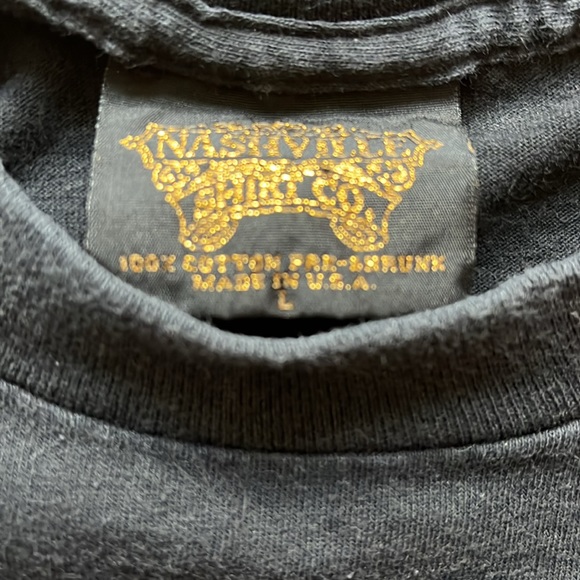 NASHVILLE
SHIRT CO.
100% COTTON PRE-SHRUNK
MADE IN U.S.A.
L